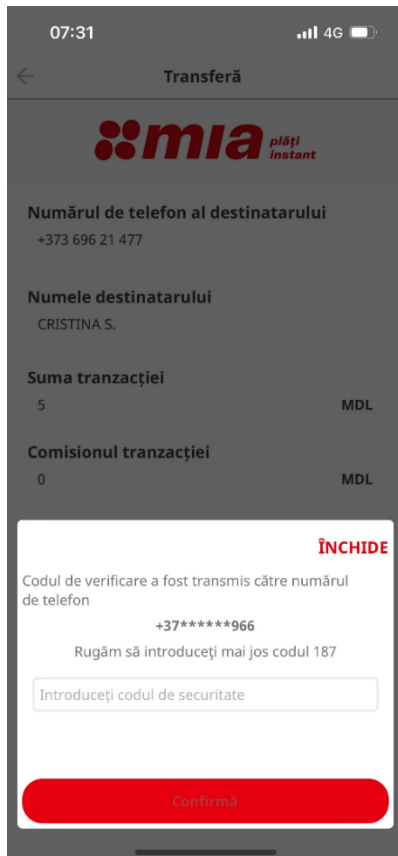 07:31 4G
Transferă
mia plăți
instant
Numărul de telefon al destinatarului
+373 696 21 477
Numele destinatarului
CRISTINA S.
Suma tranzacției
5 MDL
Comisionul tranzacției
0 MDL
ÎNCHIDE
Codul de verificare a fost transmis către numărul
de telefon
+37******966
Rugăm să introduceţi mai jos codul 187
Introduceți codul de securitate
Confirmă